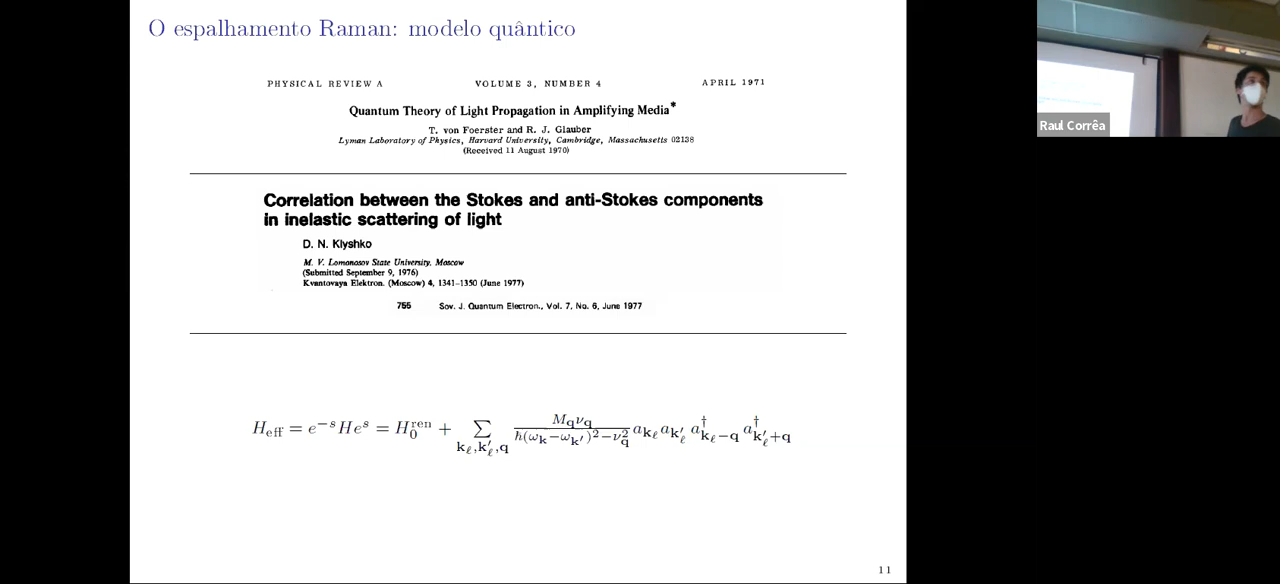 O espalhamento Raman: modelo quântico
PHYSICAL REVIEW A VOLUME 3, NUMBER 4 APRIL 1971
Quantum Theory of Light Propagation in Amplifying Media*
T. von Foerster and R. J. Glauber
Lyman Laboratory of Physics, Harvard University, Cambridge, Massachusetts 02138
(Received 11 August 1970)
Correlation between the Stokes and anti-Stokes components
in inelastic scattering of light
D. N. Klyshko
M. V. Lomonosov State University, Moscow
(Submitted September 9, 1976)
Kvantovaya Elektron. (Moscow) 4, 1341–1350 (June 1977)
755 Sov. J. Quantum Electron., Vol. 7, No. 6, June 1977
H_eff = e^{−s}He^{s} = H_0^{ren} + ∑_{k_ℓ,k′_ℓ,q} \frac{M_q ν_q}{ħ(ω_k−ω_{k′})^2−ν_q^2} a_{k_ℓ} a_{k′_ℓ} a^†_{k_ℓ−q} a^†_{k′_ℓ+q}
11
Raul Corrêa